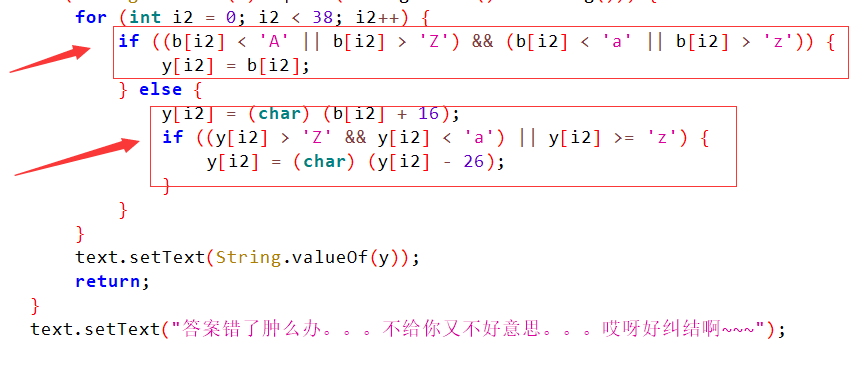 for (int i2 = 0; i2 < 38; i2++) {
if ((b[i2] < 'A' || b[i2] > 'Z') && (b[i2] < 'a' || b[i2] > 'z')) {
y[i2] = b[i2];
} else {
y[i2] = (char) (b[i2] + 16);
if ((y[i2] > 'Z' && y[i2] < 'a') || y[i2] >= 'z') {
y[i2] = (char) (y[i2] - 26);
}
}
}
text.setText(String.valueOf(y));
return;
}
text.setText("答案错了肿么办。。。不给你又不好意思。。。哎呀好纠结啊~~~");